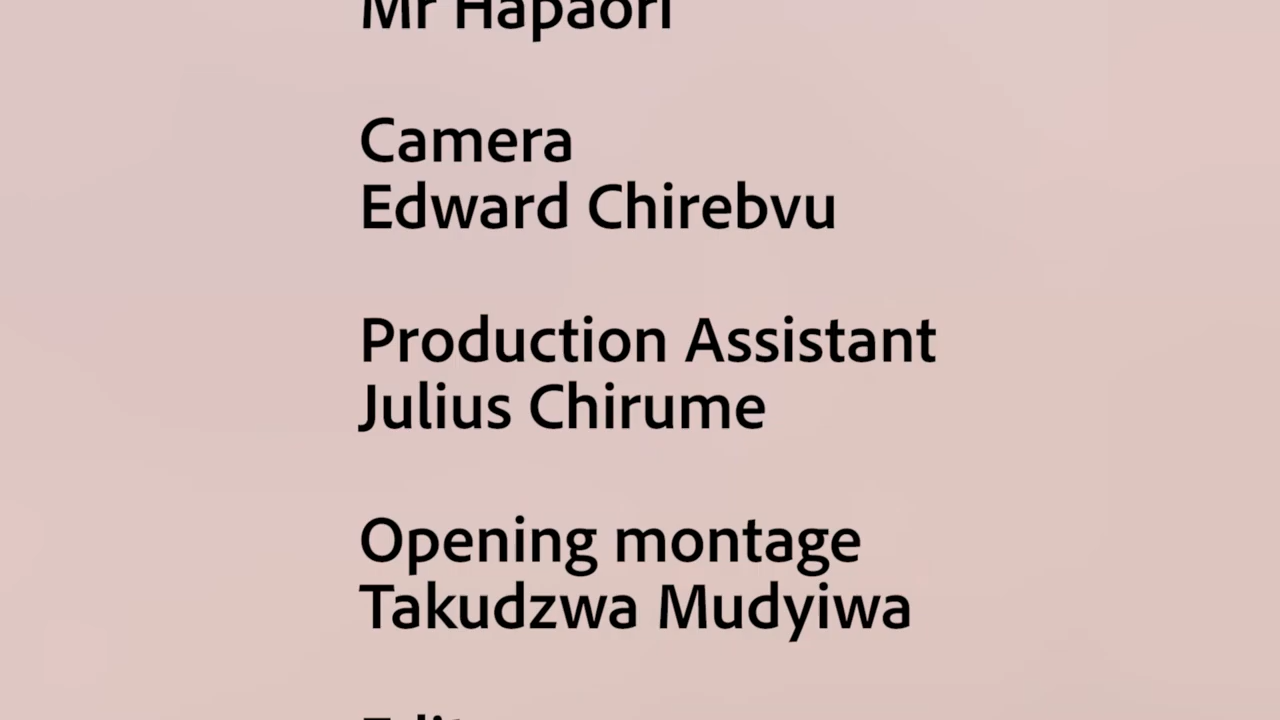 Mr Hapaori
Camera
Edward Chirebvu
Production Assistant
Julius Chirume
Opening montage
Takudzwa Mudyiwa